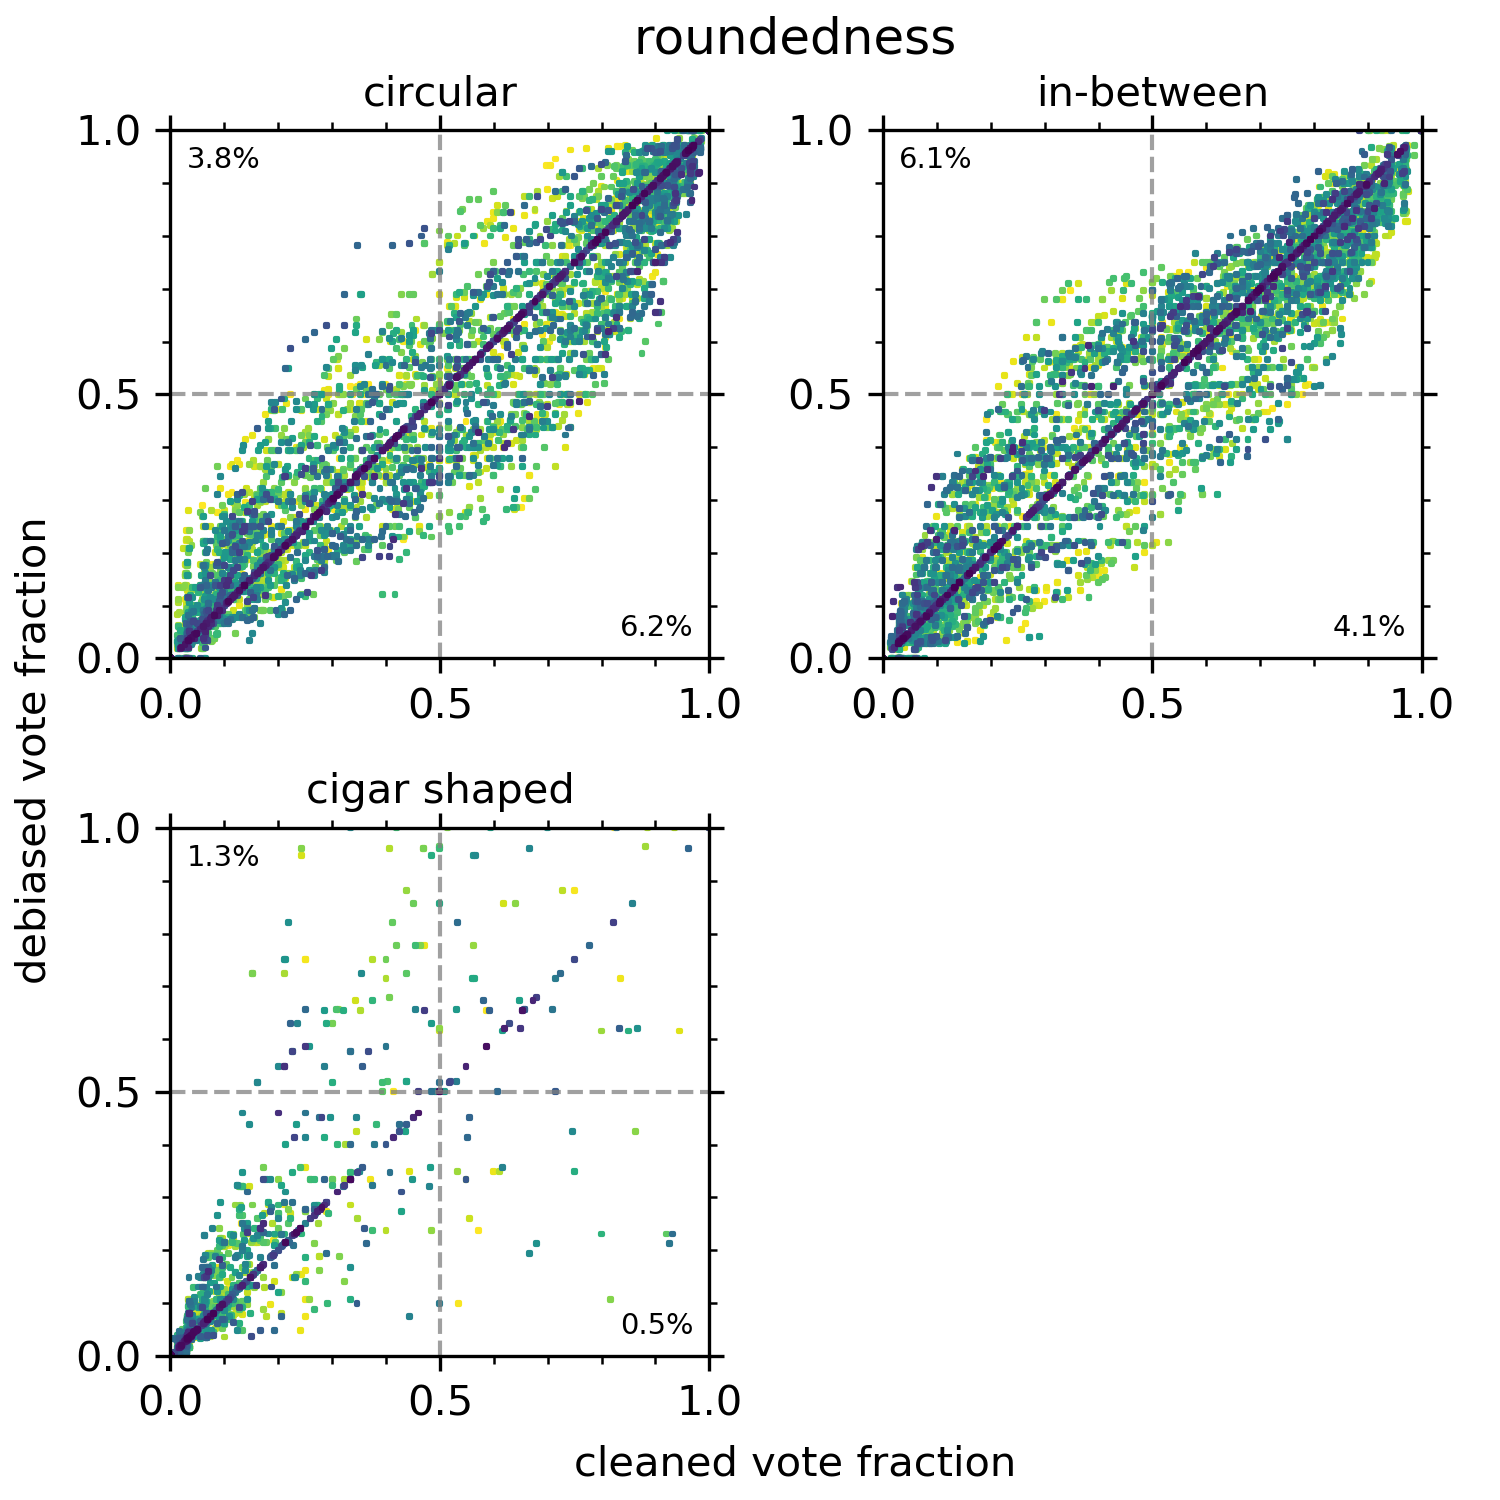 roundedness
circular
in-between
1.0
3.8%
1.0
6.1%
0.5
0.5
6.2%
4.1%
0.0
0.0
0.0 0.5 1.0
0.0 0.5 1.0
debiased vote fraction
cigar shaped
1.0
1.3%
0.5
0.5%
0.0
0.0 0.5 1.0
cleaned vote fraction